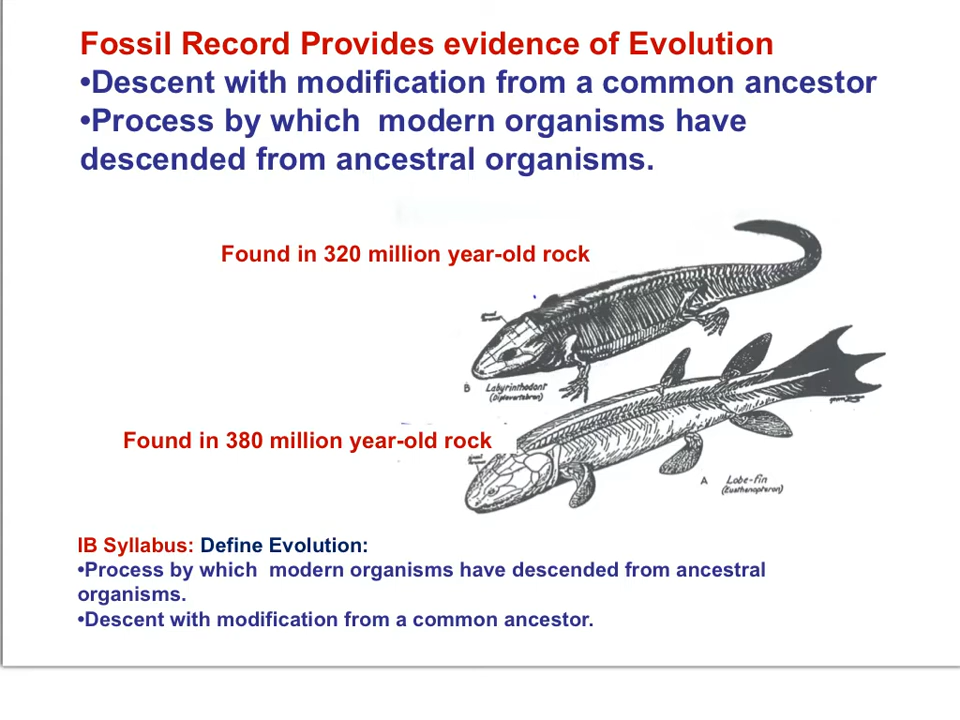 Fossil Record Provides evidence of Evolution
•Descent with modification from a common ancestor
•Process by which modern organisms have
descended from ancestral organisms.
Found in 320 million year-old rock
B Labyrinthodont
(Diplovertebron)
Found in 380 million year-old rock
A Lobe-fin
(Eusthenopteron)
IB Syllabus: Define Evolution:
•Process by which modern organisms have descended from ancestral
organisms.
•Descent with modification from a common ancestor.